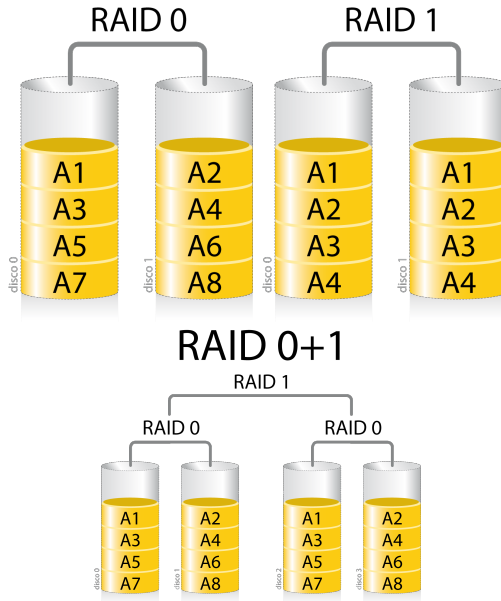 RAID 0
A1 A2
A3 A4
A5 A6
A7 A8
disco 0 disco 1
RAID 1
A1 A1
A2 A2
A3 A3
A4 A4
disco 0 disco 1
RAID 0+1
RAID 1
RAID 0 RAID 0
A1 A2 A1 A2
A3 A4 A3 A4
A5 A6 A5 A6
A7 A8 A7 A8
disco 0 disco 1 disco 2 disco 3